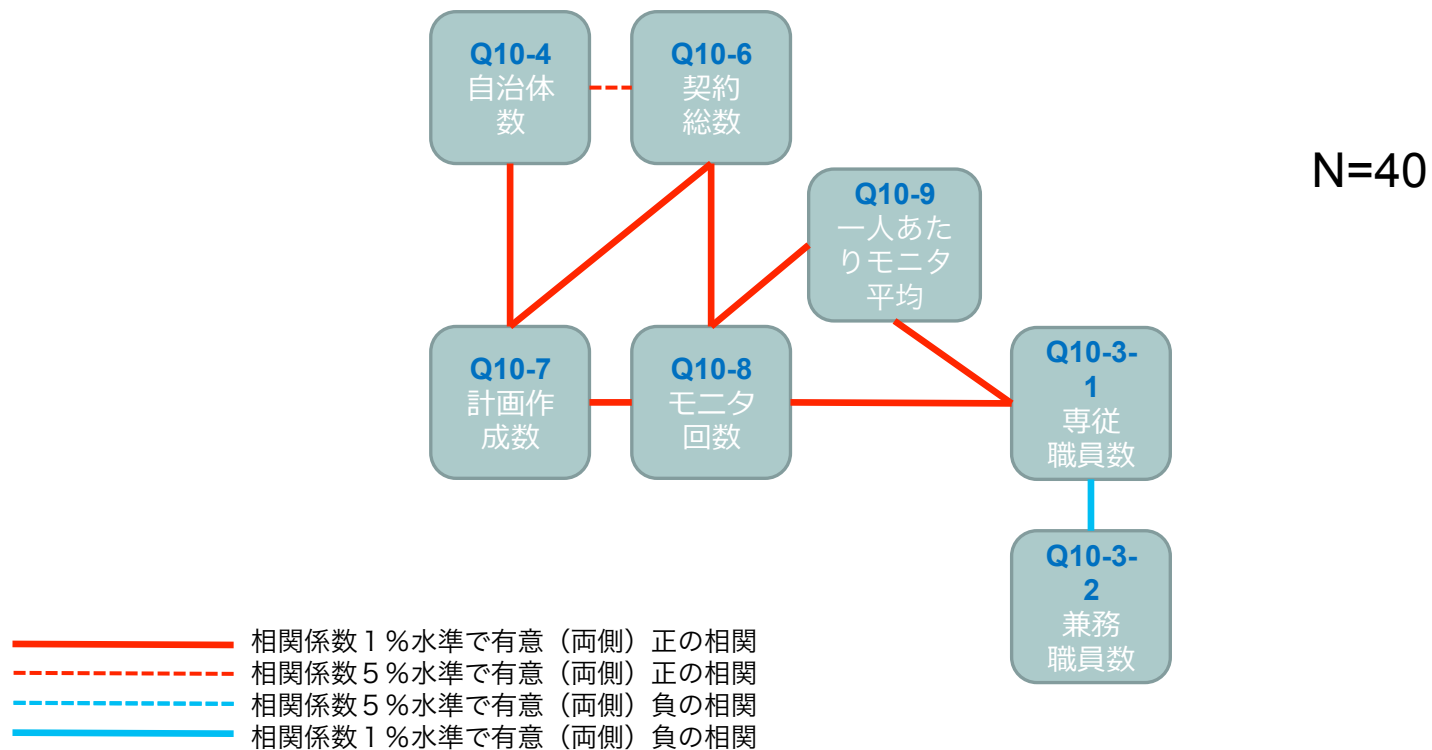 Q10-4
自治体
数
Q10-6
契約
総数
N=40
Q10-9
一人あた
りモニタ
平均
Q10-7
計画作
成数
Q10-8
モニタ
回数
Q10-3-
1
専従
職員数
Q10-3-
2
兼務
職員数
相関係数１％水準で有意（両側）正の相関
相関係数５％水準で有意（両側）正の相関
相関係数５％水準で有意（両側）負の相関
相関係数１％水準で有意（両側）負の相関